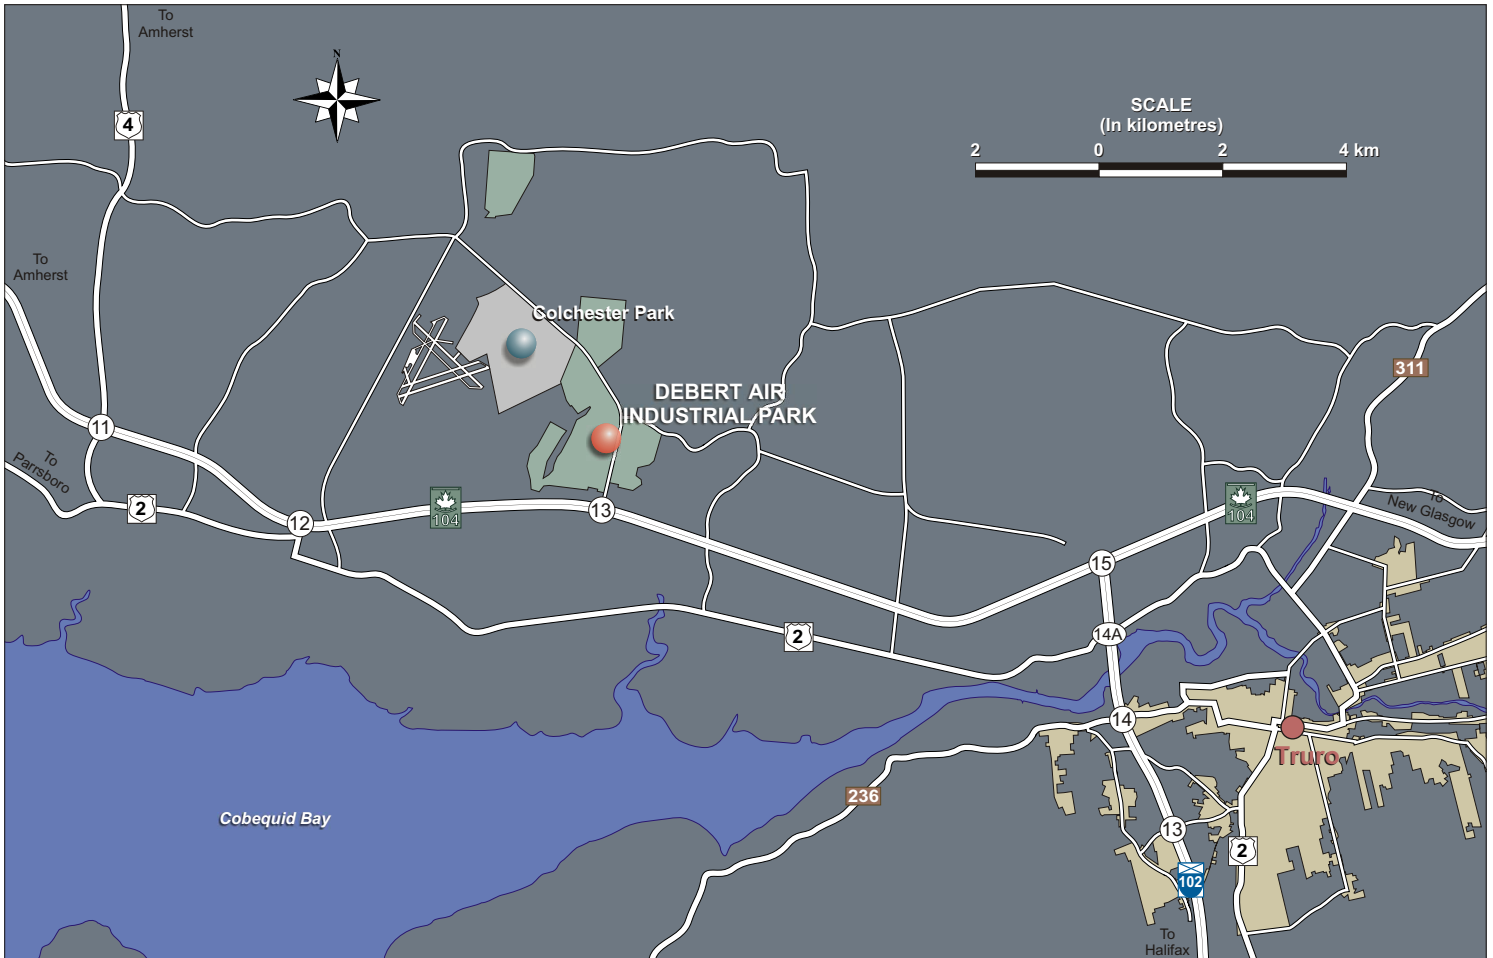 To
Amherst
N
4
SCALE
(In kilometres)
2 0 2 4 km
To
Amherst
Colchester Park
311
DEBERT AIR
INDUSTRIAL PARK
11
To
Parrsboro
2
12
104
13
104
To
New Glasgow
15
2
14A
14
Truro
236
Cobequid Bay
13
2
102
To
Halifax